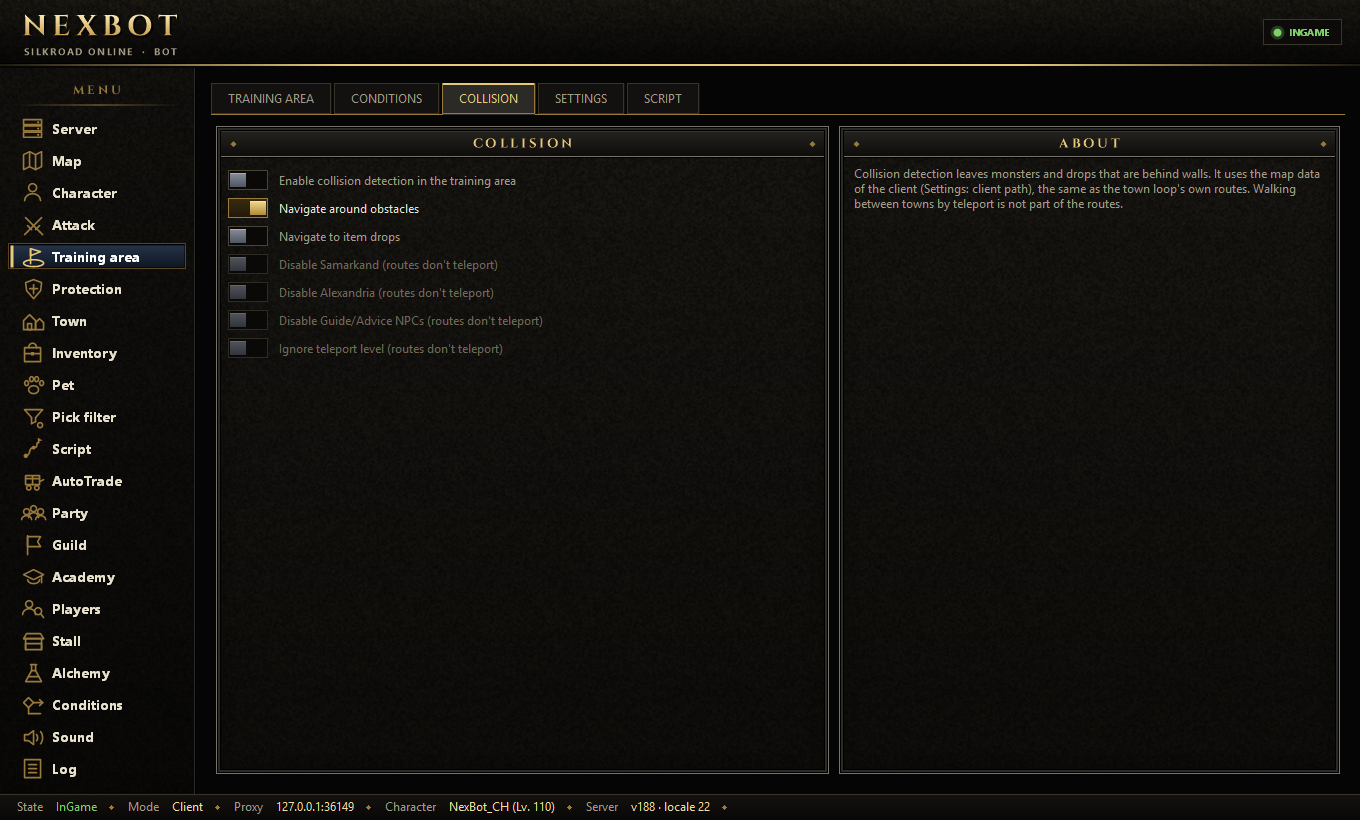 NEXBOT
SILKROAD ONLINE · BOT
INGAME
MENU
Server
Map
Character
Attack
Training area
Protection
Town
Inventory
Pet
Pick filter
Script
AutoTrade
Party
Guild
Academy
Players
Stall
Alchemy
Conditions
Sound
Log
TRAINING AREA CONDITIONS COLLISION SETTINGS SCRIPT
COLLISION
Enable collision detection in the training area
Navigate around obstacles
Navigate to item drops
Disable Samarkand (routes don't teleport)
Disable Alexandria (routes don't teleport)
Disable Guide/Advice NPCs (routes don't teleport)
Ignore teleport level (routes don't teleport)
ABOUT
Collision detection leaves monsters and drops that are behind walls. It uses the map data
of the client (Settings: client path), the same as the town loop's own routes. Walking
between towns by teleport is not part of the routes.
State InGame Mode Client Proxy 127.0.0.1:36149 Character NexBot_CH (Lv. 110) Server v188 · locale 22